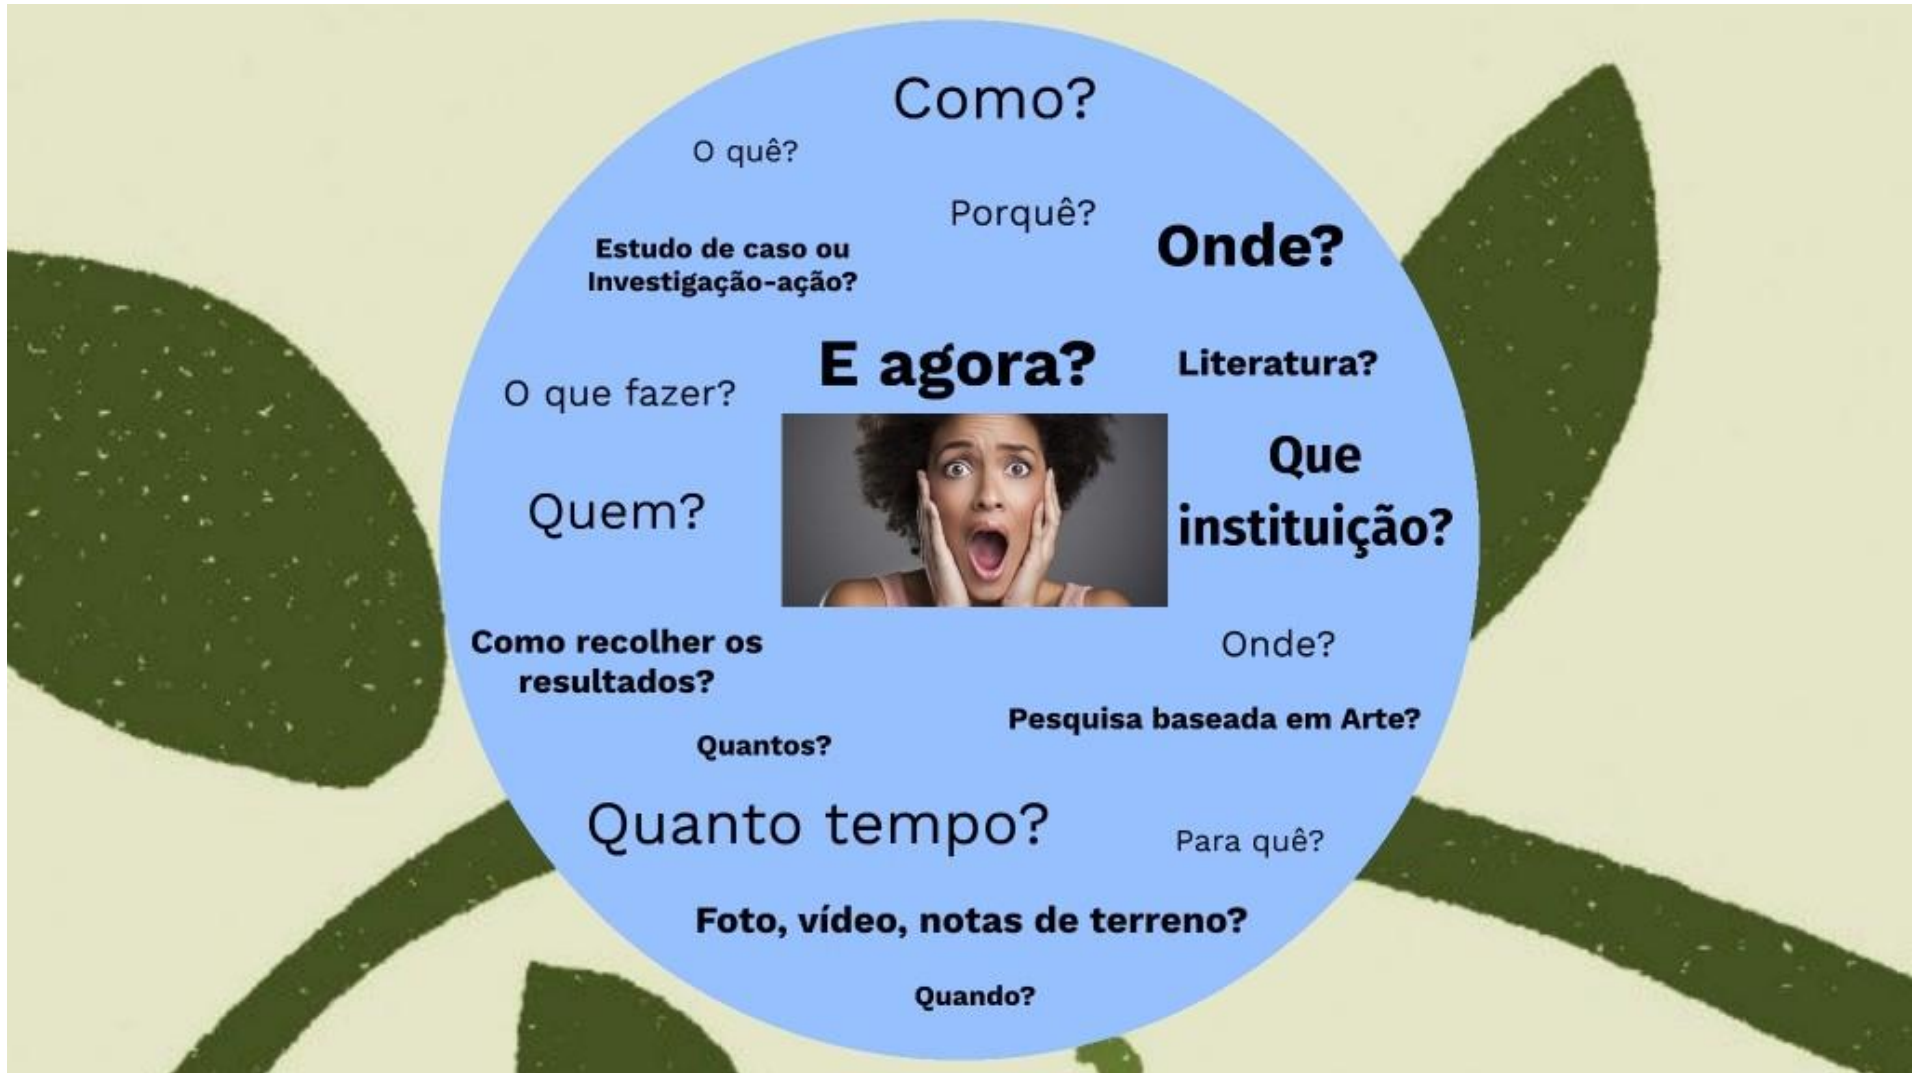 Como?
O quê?
Porquê?
Onde?
Estudo de caso ou
Investigação-ação?
E agora?
Literatura?
O que fazer?
Que
instituição?
Quem?
Como recolher os
resultados?
Onde?
Pesquisa baseada em Arte?
Quantos?
Quanto tempo?
Para quê?
Foto, vídeo, notas de terreno?
Quando?